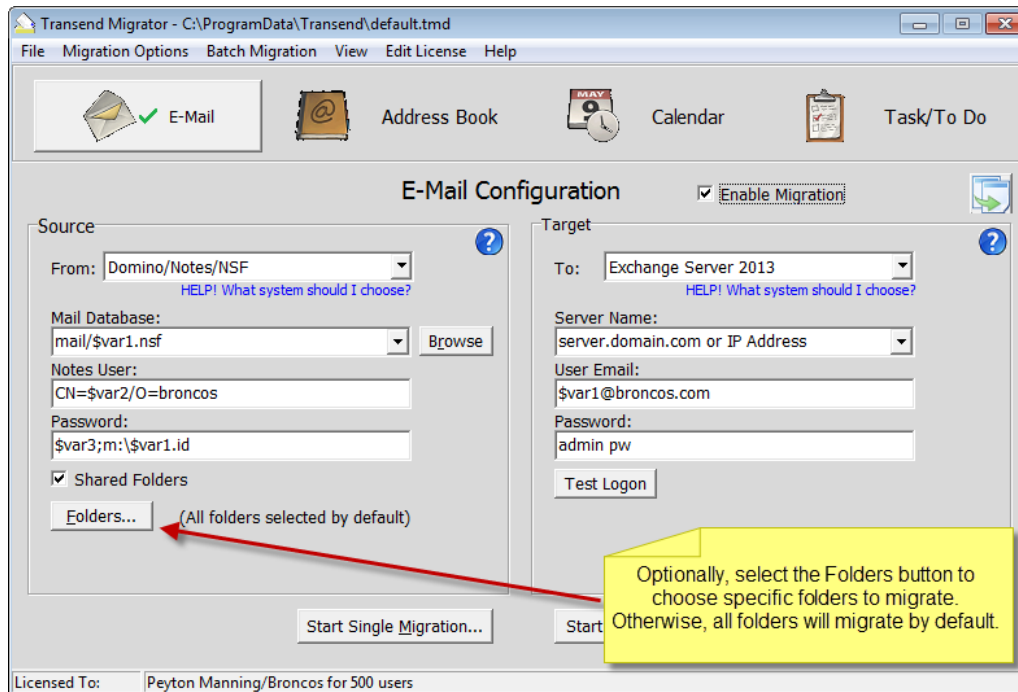 Transend Migrator - C:\ProgramData\Transend\default.tmd
File Migration Options Batch Migration View Edit License Help
E-Mail
Address Book
MAY
9
Calendar
Task/To Do
E-Mail Configuration
Enable Migration
Source
From: Domino/Notes/NSF
HELP! What system should I choose?
Mail Database:
mail/$var1.nsf
Browse
Notes User:
CN=$var2/O=broncos
Password:
$var3;m:\$var1.id
Shared Folders
Folders...
(All folders selected by default)
Start Single Migration...
Target
To: Exchange Server 2013
HELP! What system should I choose?
Server Name:
server.domain.com or IP Address
User Email:
$var1@broncos.com
Password:
admin pw
Test Logon
Start
Optionally, select the Folders button to
choose specific folders to migrate.
Otherwise, all folders will migrate by default.
Licensed To: Peyton Manning/Broncos for 500 users